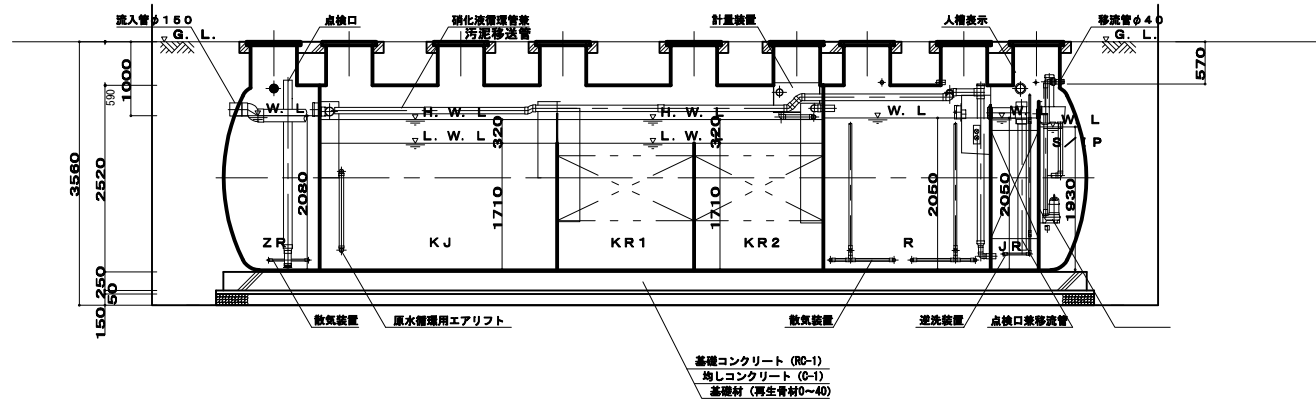 流入管φ150
点検口
硝化液循環管兼
汚泥移送管
計量装置
人槽表示
移流管φ40
G. L.
G. L.
1000
590
570
W. L
H. W. L
H. W. L
W. L
W. L
L. W. L
L. W. L
320
320
3560
2520
2080
1710
1710
2050
2050
1930
ZR
KJ
KR1
KR2
R
JR
250
50
150
散気装置
原水循環用エアリフト
散気装置
逆洗装置
点検口兼移流管
基礎コンクリート (RC-1)
均しコンクリート (C-1)
基礎材 (再生骨材0~40)